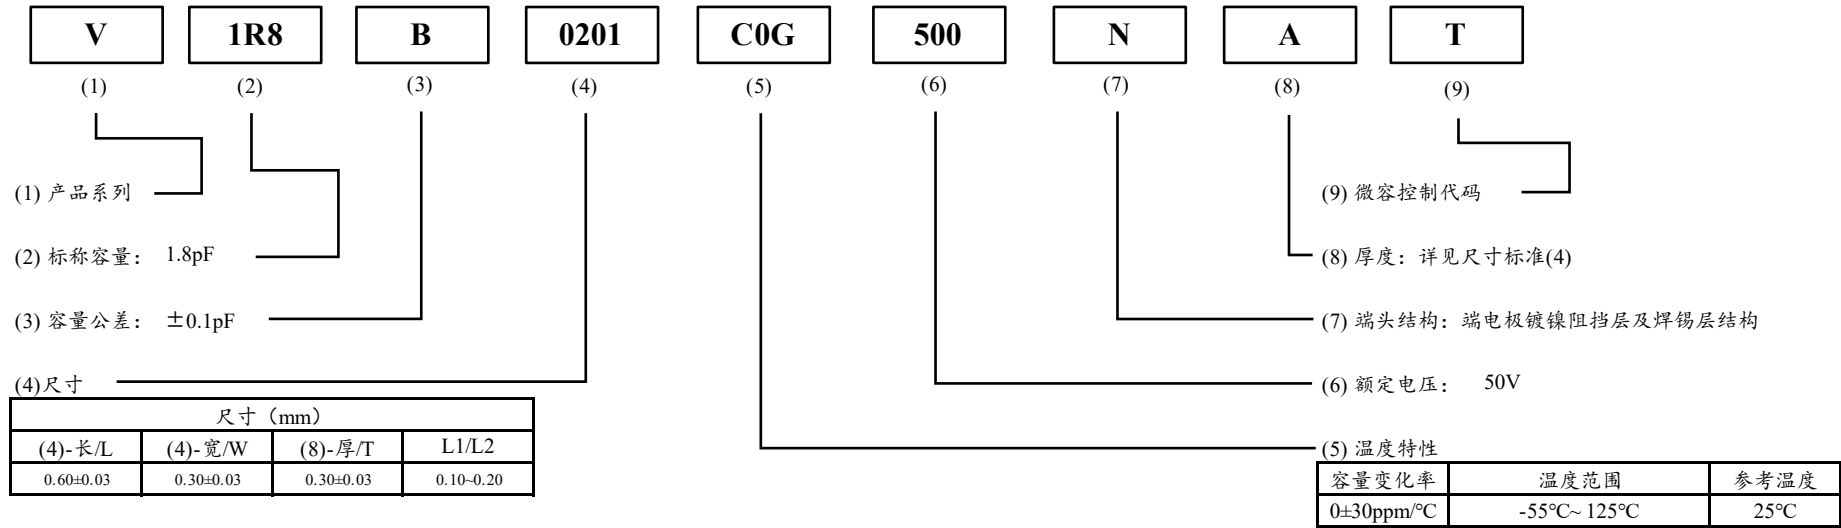 V 1R8 B 0201 C0G 500 N A T
(1) (2) (3) (4) (5) (6) (7) (8) (9)
(1) 产品系列
(9) 微容控制代码
(2) 标称容量： 1.8pF
(8) 厚度：详见尺寸标准(4)
(3) 容量公差： ±0.1pF
(7) 端头结构：端电极镀镍阻挡层及焊锡层结构
(4)尺寸
(6) 额定电压： 50V
尺寸（mm）
(4)-长/L (4)-宽/W (8)-厚/T L1/L2
0.60±0.03 0.30±0.03 0.30±0.03 0.10~0.20
(5) 温度特性
容量变化率 温度范围 参考温度
0±30ppm/℃ -55℃~ 125℃ 25℃